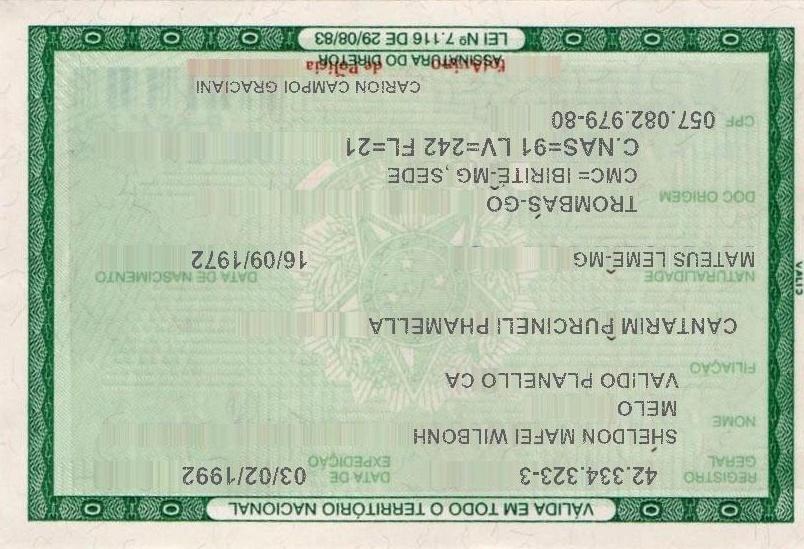 VÁLIDA EM TODO O TERRITÓRIO NACIONAL
REGISTRO GERAL 42.334.323-3 DATA DE EXPEDIÇÃO 03/02/1992
NOME SHELDON MAFEI WILBONH
MELO
FILIAÇÃO VALIDO PLANELLO CA
CANTARIM PURCINELI PHAMELLA
NATURALIDADE DATA DE NASCIMENTO
MATEUS LEME-MG 16/09/1972
DOC ORIGEM TROMBAS-GO
CMC= IBIRITÉ-MG ,SEDE
C.NAS=91 LV=242 FL=21
CPF 057.082.979-80
CARION CAMPOI GRACIANI
de Polícia
ASSINATURA DO DIRETOR
LEI Nº 7.116 DE 29/08/83